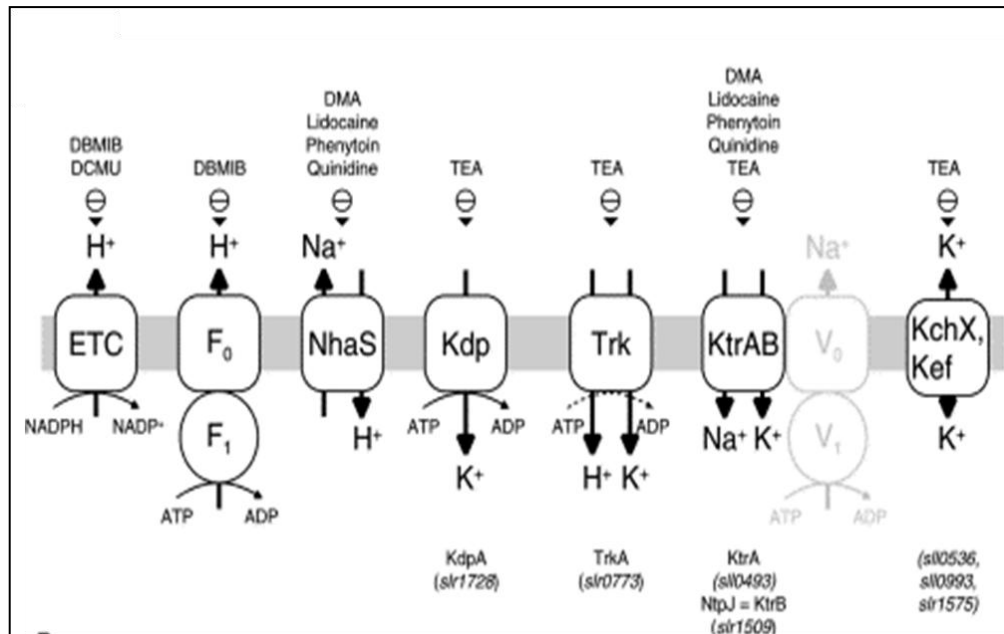 DMA
Lidocaine
Phenytoin
Quinidine
TEA
DMA
Lidocaine
Phenytoin
Quinidine
DBMIB
DCMU
DBMIB
TEA
TEA
TEA
H⁺
H⁺
Na⁺
Na⁺
K⁺
ETC
F₀
NhaS
Kdp
Trk
KtrAB
V₀
KchX,
Kef
NADPH
NADP⁺
F₁
H⁺
ATP
ADP
K⁺
ATP
ADP
H⁺ K⁺
Na⁺ K⁺
V₁
K⁺
ATP
ADP
ATP
ADP
KdpA
(slr1728)
TrkA
(slr0773)
KtrA
(sll0493)
NtpJ = KtrB
(slr1509)
(sll0536,
sll0993,
slr1575)